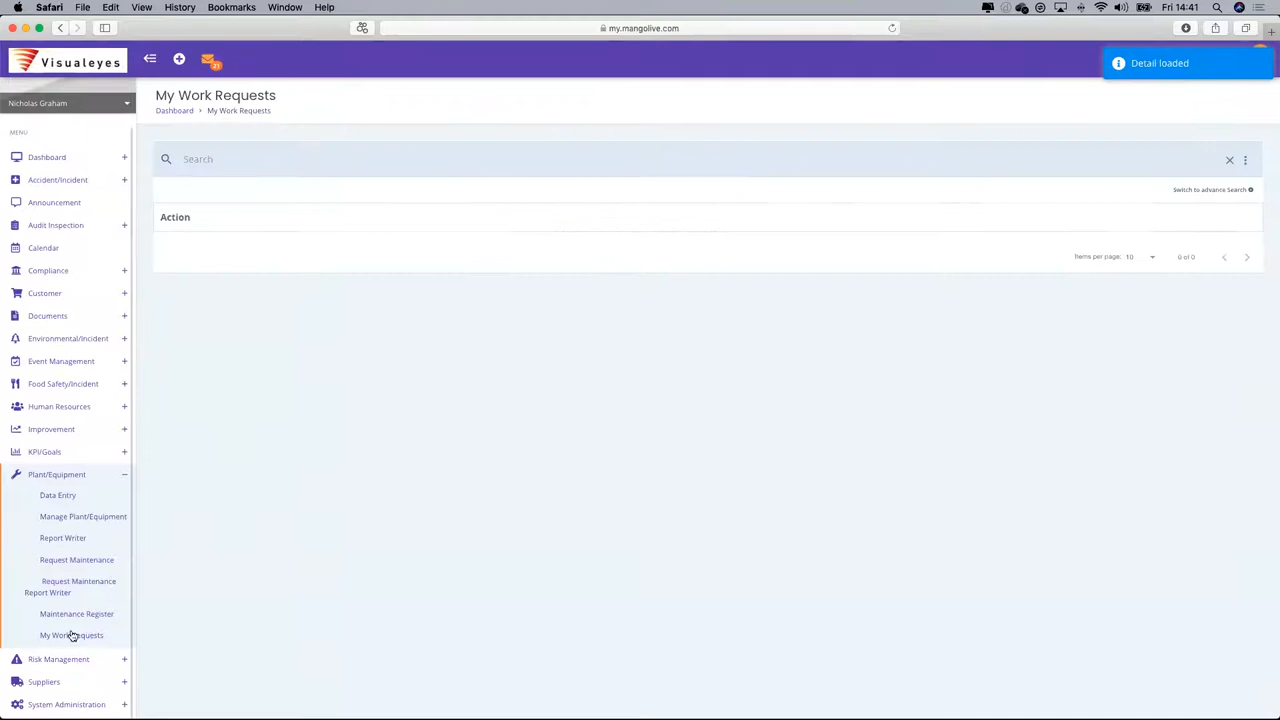 Safari File Edit View History Bookmarks Window Help
Fri 14:41
my.mangolive.com
Visualeyes
21
Detail loaded
Nicholas Graham
My Work Requests
Dashboard > My Work Requests
MENU
Dashboard +
Accident/Incident +
Announcement
Audit Inspection +
Calendar
Compliance +
Customer +
Documents +
Environmental/Incident +
Event Management +
Food Safety/Incident +
Human Resources +
Improvement +
KPI/Goals +
Plant/Equipment −
Data Entry
Manage Plant/Equipment
Report Writer
Request Maintenance
Request Maintenance
Report Writer
Maintenance Register
My Work Requests
Risk Management +
Suppliers +
System Administration +
Search
Switch to advance Search
Action
Items per page: 10 0 of 0